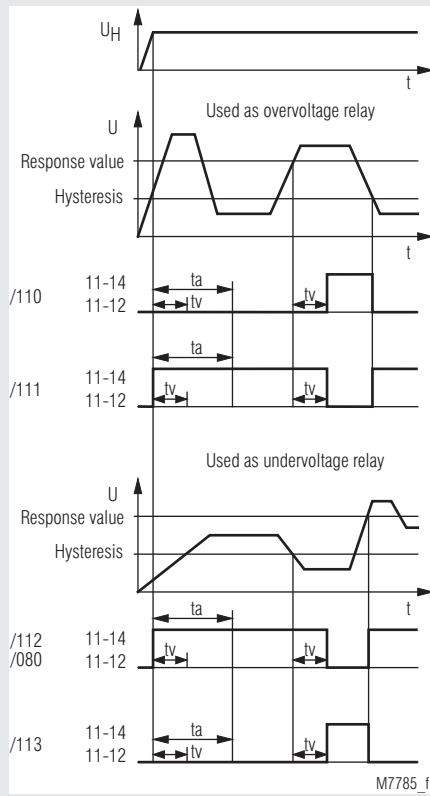 UH
t
Used as overvoltage relay
U
Response value
Hysteresis
t
/110
11-14
11-12
ta
tv
tv
ta
/111
11-14
11-12
tv
tv
Used as undervoltage relay
U
Response value
Hysteresis
t
ta
/112
/080
11-14
11-12
tv
tv
/113
11-14
11-12
ta
tv
tv
M7785_f